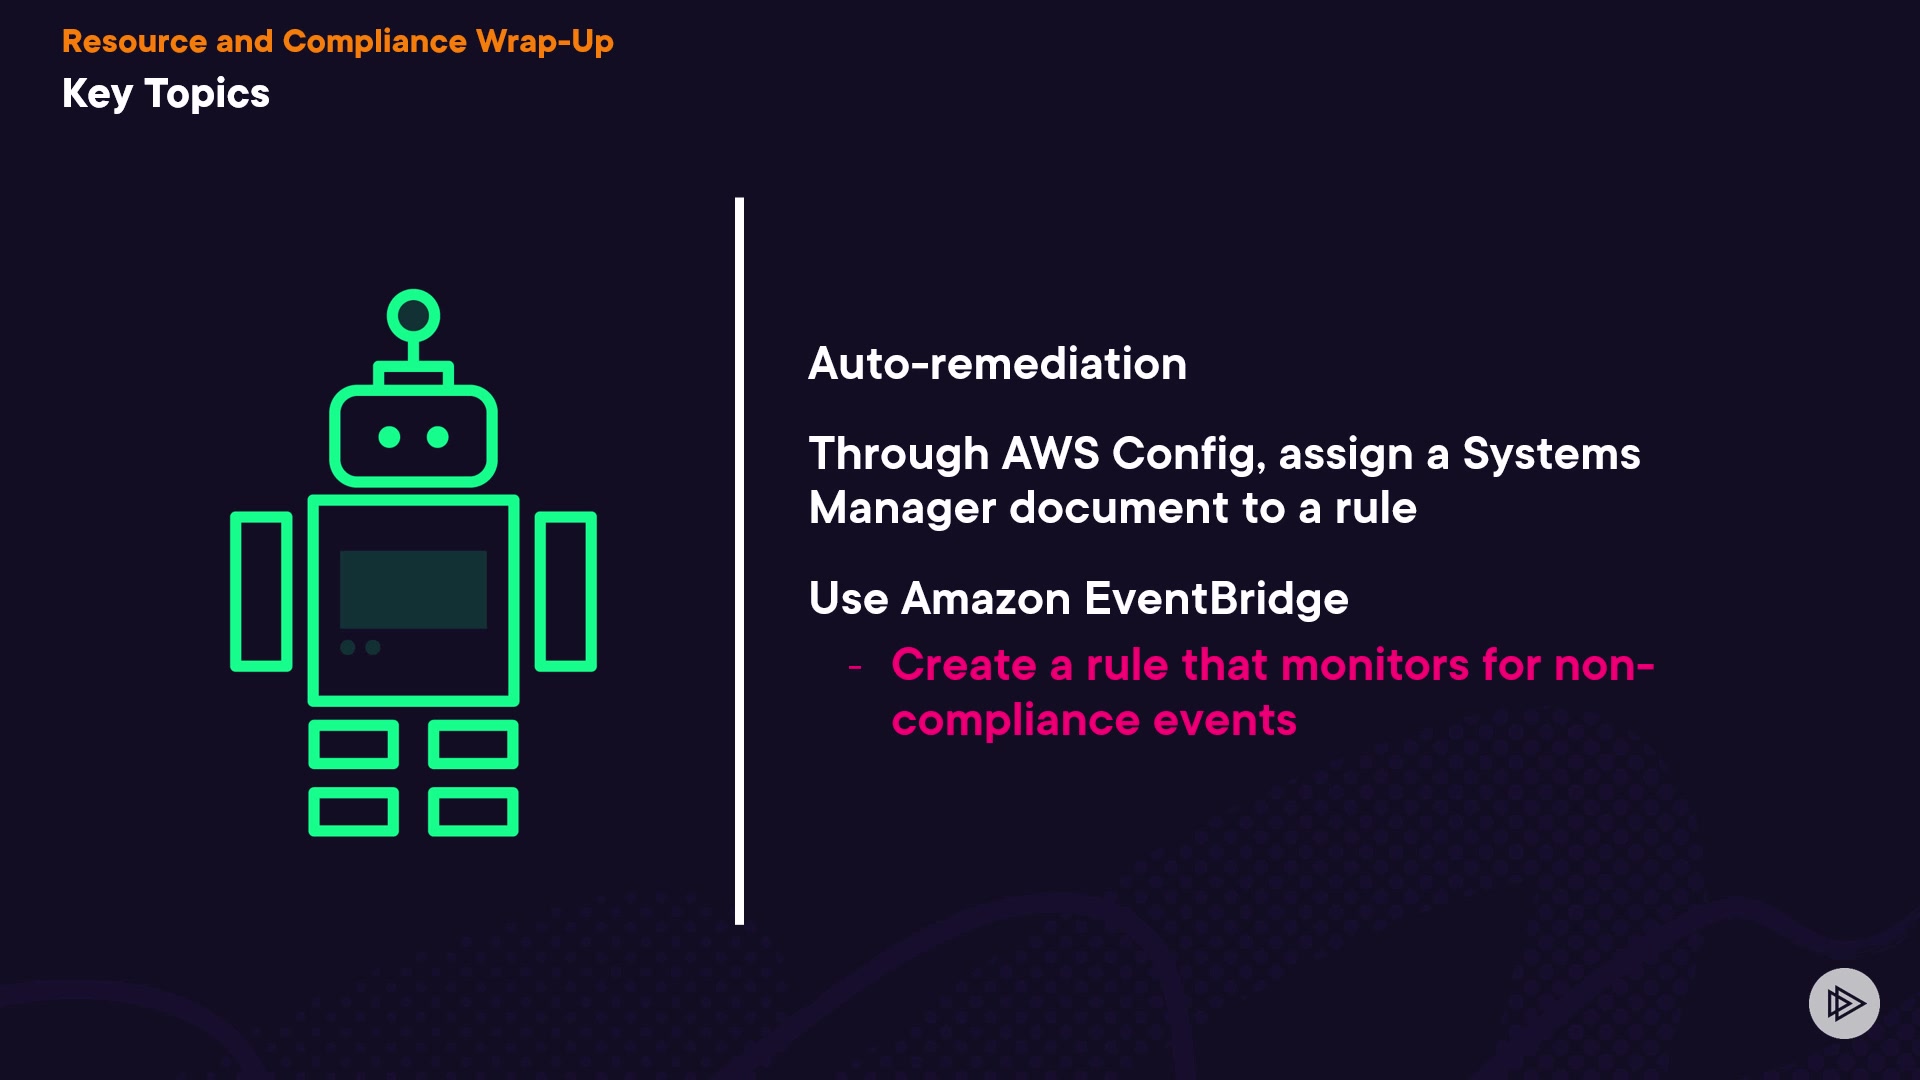 Resource and Compliance Wrap-Up
Key Topics
Auto-remediation
Through AWS Config, assign a Systems
Manager document to a rule
Use Amazon EventBridge
- Create a rule that monitors for non-
compliance events